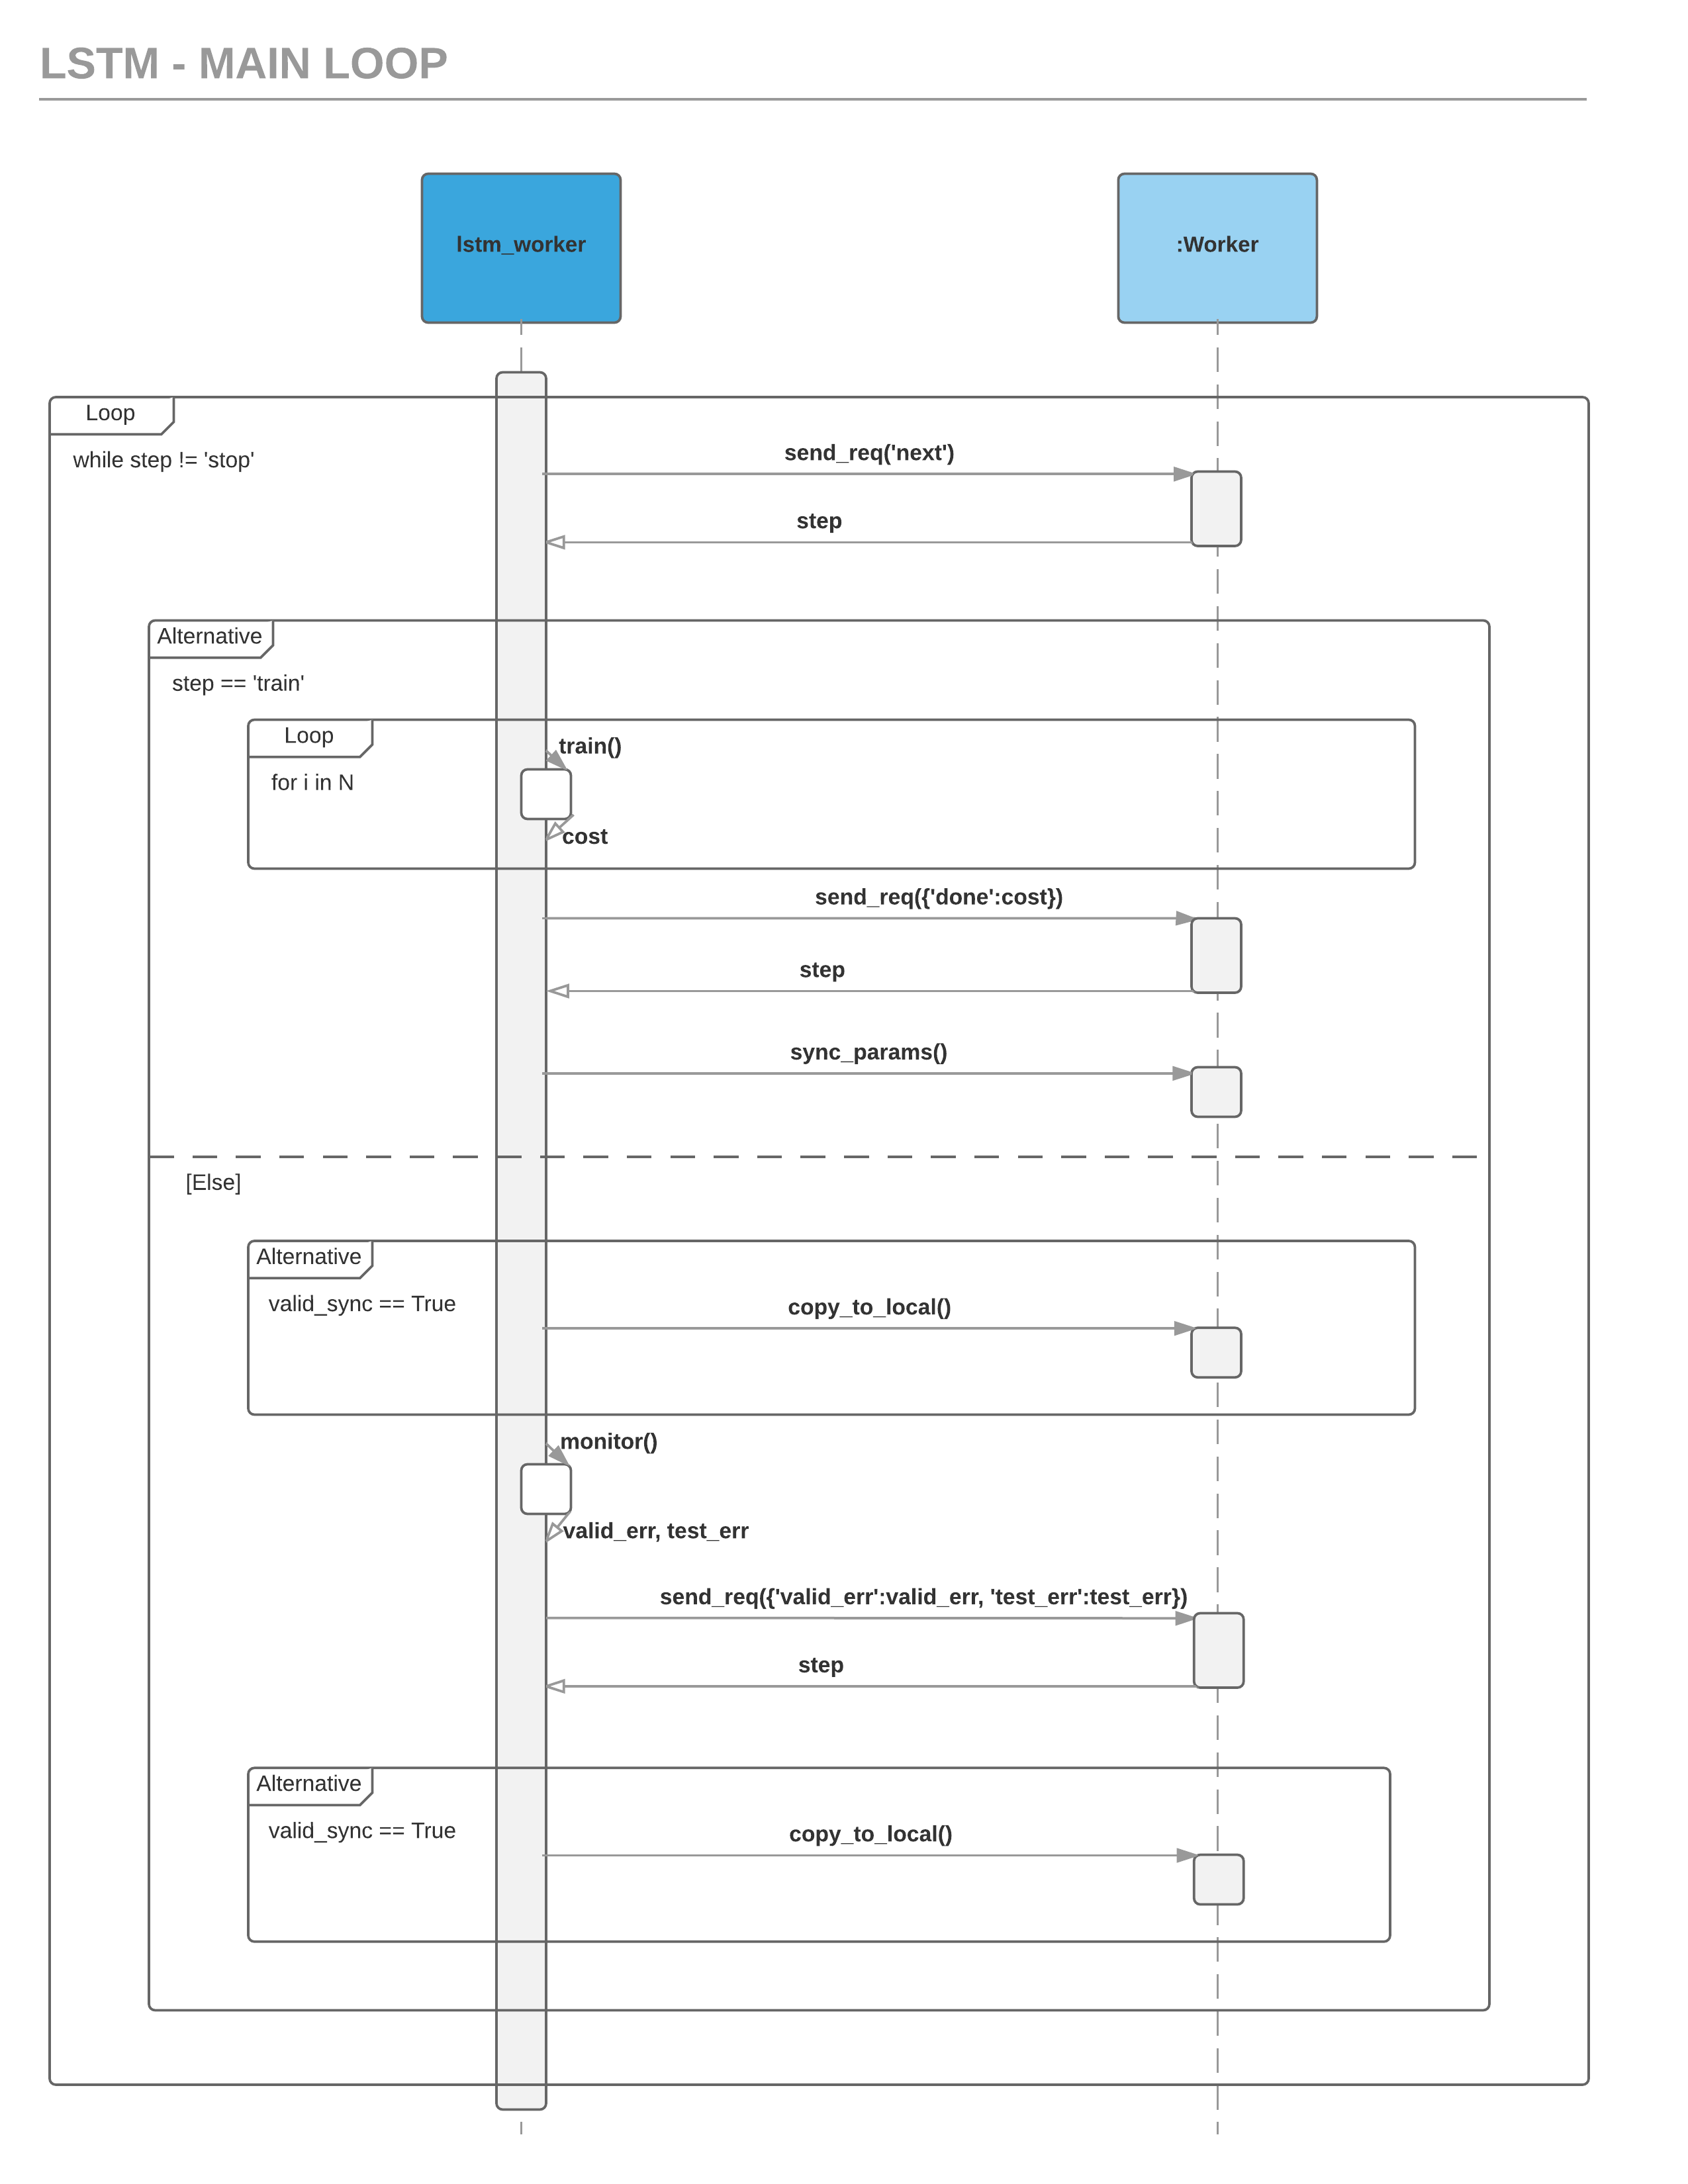 LSTM - MAIN LOOP
lstm_worker
:Worker
Loop
while step != 'stop'
send_req('next')
step
Alternative
step == 'train'
Loop
for i in N
train()
cost
send_req({'done':cost})
step
sync_params()
[Else]
Alternative
valid_sync == True
copy_to_local()
monitor()
valid_err, test_err
send_req({'valid_err':valid_err, 'test_err':test_err})
step
Alternative
valid_sync == True
copy_to_local()